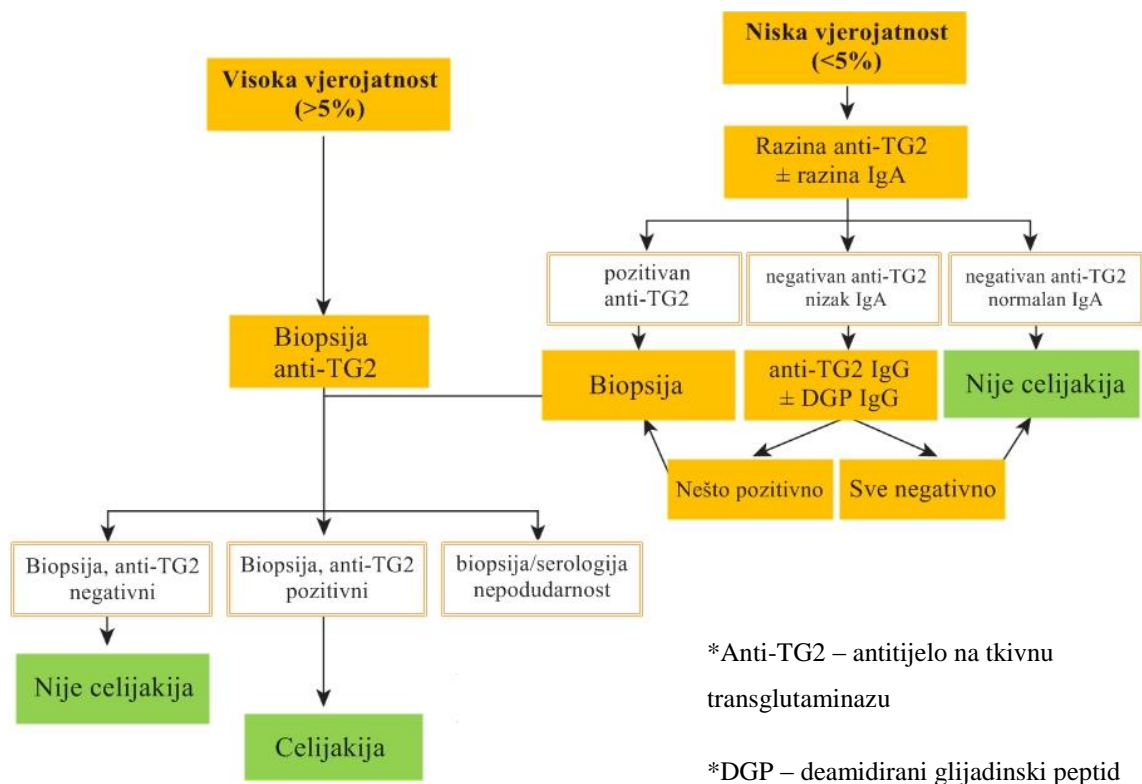 Visoka vjerojatnost
(>5%)
Niska vjerojatnost
(<5%)
Razina anti-TG2
± razina IgA
pozitivan
anti-TG2
negativan anti-TG2
nizak IgA
negativan anti-TG2
normalan IgA
Biopsija
anti-TG2
Biopsija
anti-TG2 IgG
± DGP IgG
Nije celijakija
Nešto pozitivno
Sve negativno
Biopsija, anti-TG2
negativni
Biopsija, anti-TG2
pozitivni
biopsija/serologija
nepodudarnost
Nije celijakija
Celijakija
*Anti-TG2 – antitijelo na tkivnu
transglutaminazu
*DGP – deamidirani glijadinski peptid